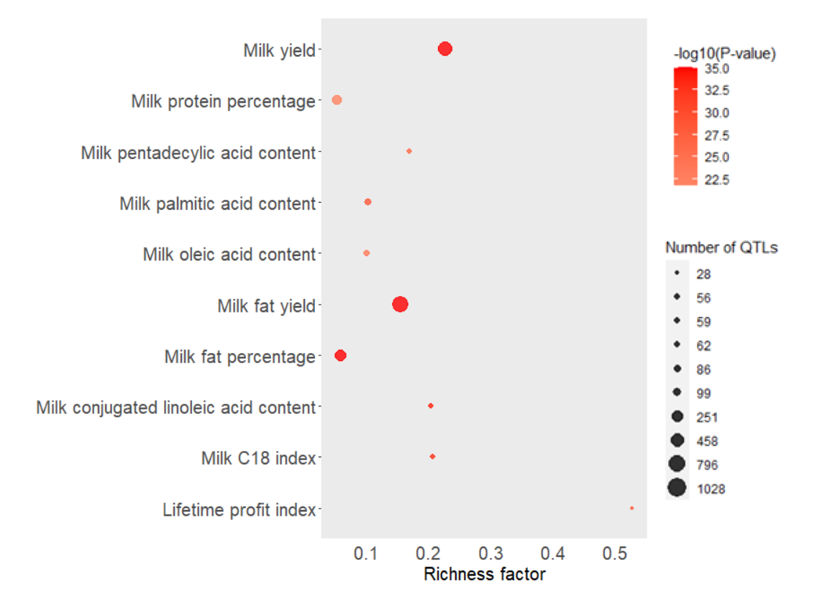 Milk yield
Milk protein percentage
Milk pentadecylic acid content
Milk palmitic acid content
Milk oleic acid content
Milk fat yield
Milk fat percentage
Milk conjugated linoleic acid content
Milk C18 index
Lifetime profit index
0.1 0.2 0.3 0.4 0.5
Richness factor
-log10(P-value)
35.0
32.5
30.0
27.5
25.0
22.5
Number of QTLs
28
56
59
62
86
99
251
458
796
1028